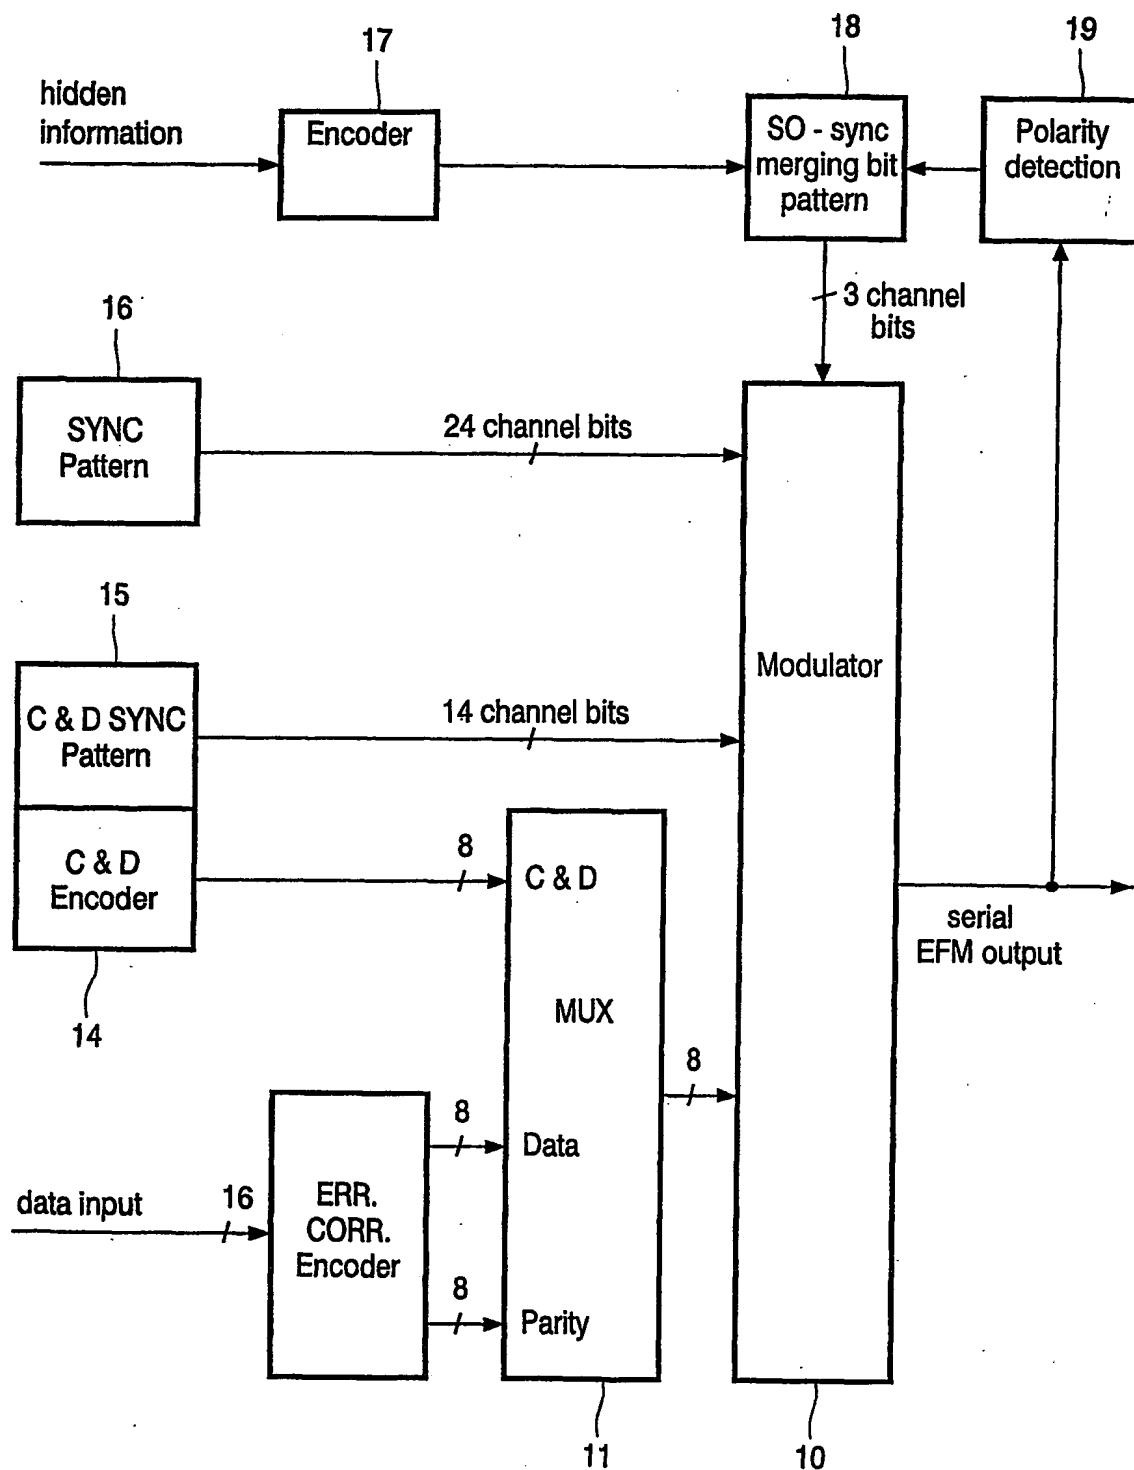 17
18
19
hidden
information
Encoder
SO - sync
merging bit
pattern
Polarity
detection
3 channel
bits
16
SYNC
Pattern
24 channel bits
15
C & D SYNC
Pattern
14 channel bits
Modulator
C & D
Encoder
8
C & D
14
MUX
serial
EFM output
8
data input
16
ERR.
CORR.
Encoder
8
Data
8
Parity
11
10